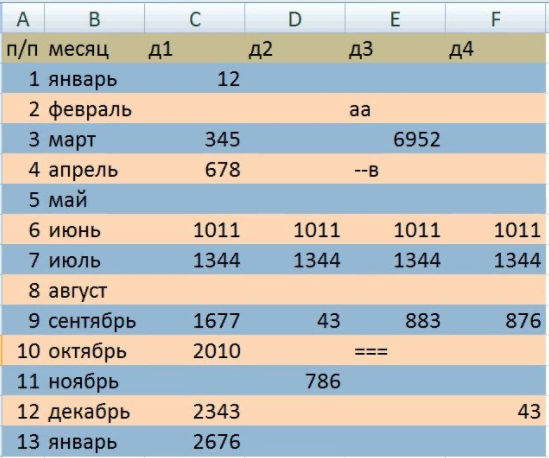 A B C D E F
п/п месяц д1 д2 д3 д4
1 январь 12
2 февраль аа
3 март 345 6952
4 апрель 678 --в
5 май
6 июнь 1011 1011 1011 1011
7 июль 1344 1344 1344 1344
8 август
9 сентябрь 1677 43 883 876
10 октябрь 2010 ===
11 ноябрь 786
12 декабрь 2343 43
13 январь 2676